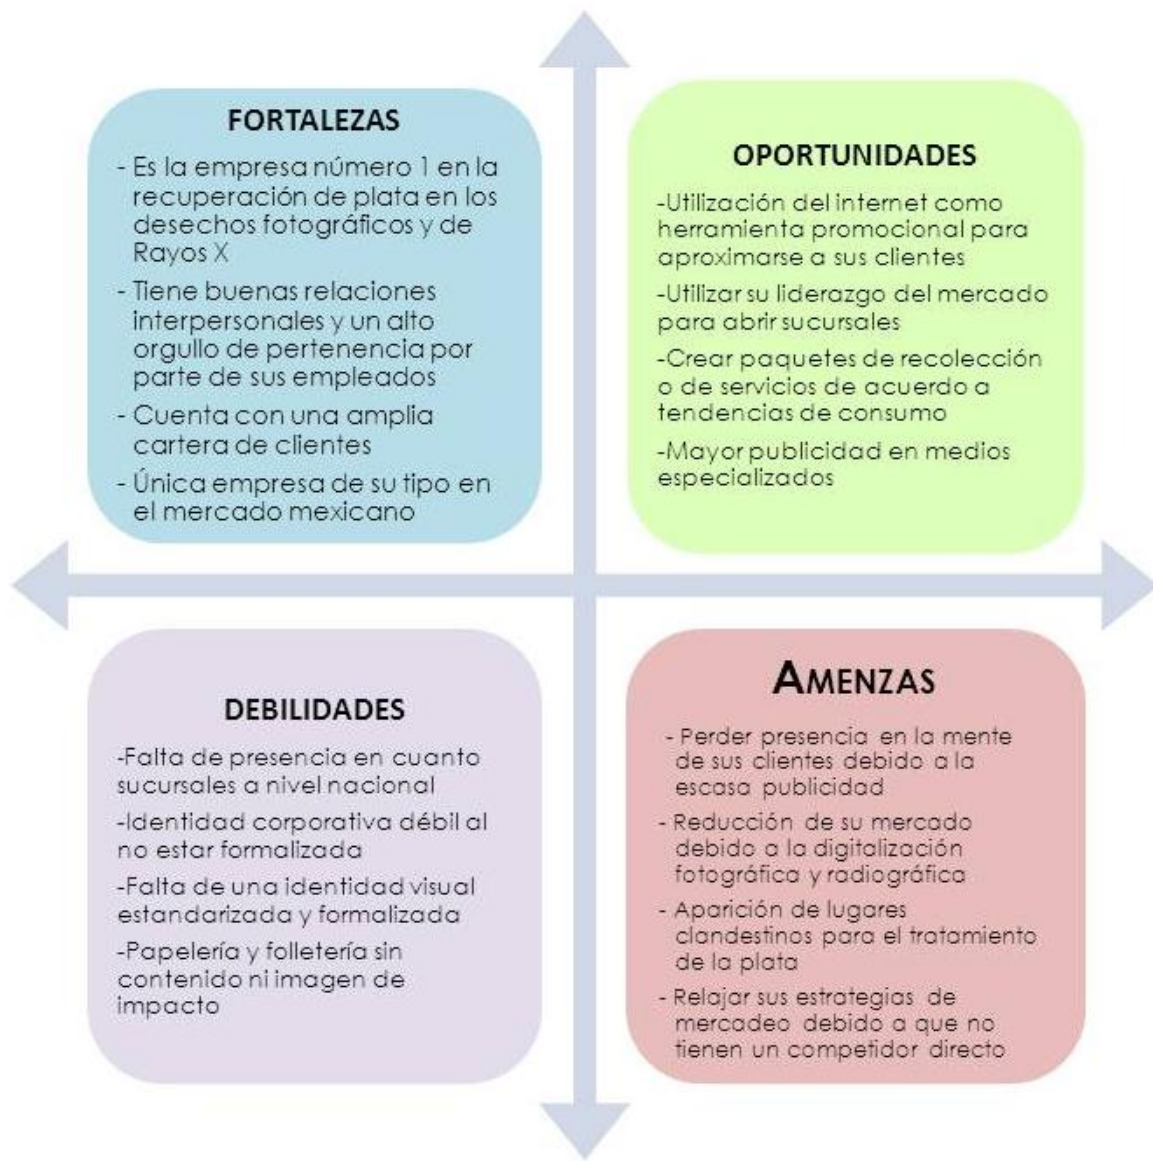 FORTALEZAS
- Es la empresa número 1 en la
recuperación de plata en los
desechos fotográficos y de
Rayos X
- Tiene buenas relaciones
interpersonales y un alto
orgullo de pertenencia por
parte de sus empleados
- Cuenta con una amplia
cartera de clientes
- Única empresa de su tipo en
el mercado mexicano
OPORTUNIDADES
-Utilización del internet como
herramienta promocional para
aproximarse a sus clientes
-Utilizar su liderazgo del mercado
para abrir sucursales
-Crear paquetes de recolección
o de servicios de acuerdo a
tendencias de consumo
-Mayor publicidad en medios
especializados
DEBILIDADES
-Falta de presencia en cuanto
sucursales a nivel nacional
-Identidad corporativa débil al
no estar formalizada
-Falta de una identidad visual
estandarizada y formalizada
-Papelería y folletería sin
contenido ni imagen de
impacto
AMENZAS
- Perder presencia en la mente
de sus clientes debido a la
escasa publicidad
- Reducción de su mercado
debido a la digitalización
fotográfica y radiográfica
- Aparición de lugares
clandestinos para el tratamiento
de la plata
- Relajar sus estrategias de
mercadeo debido a que no
tienen un competidor directo